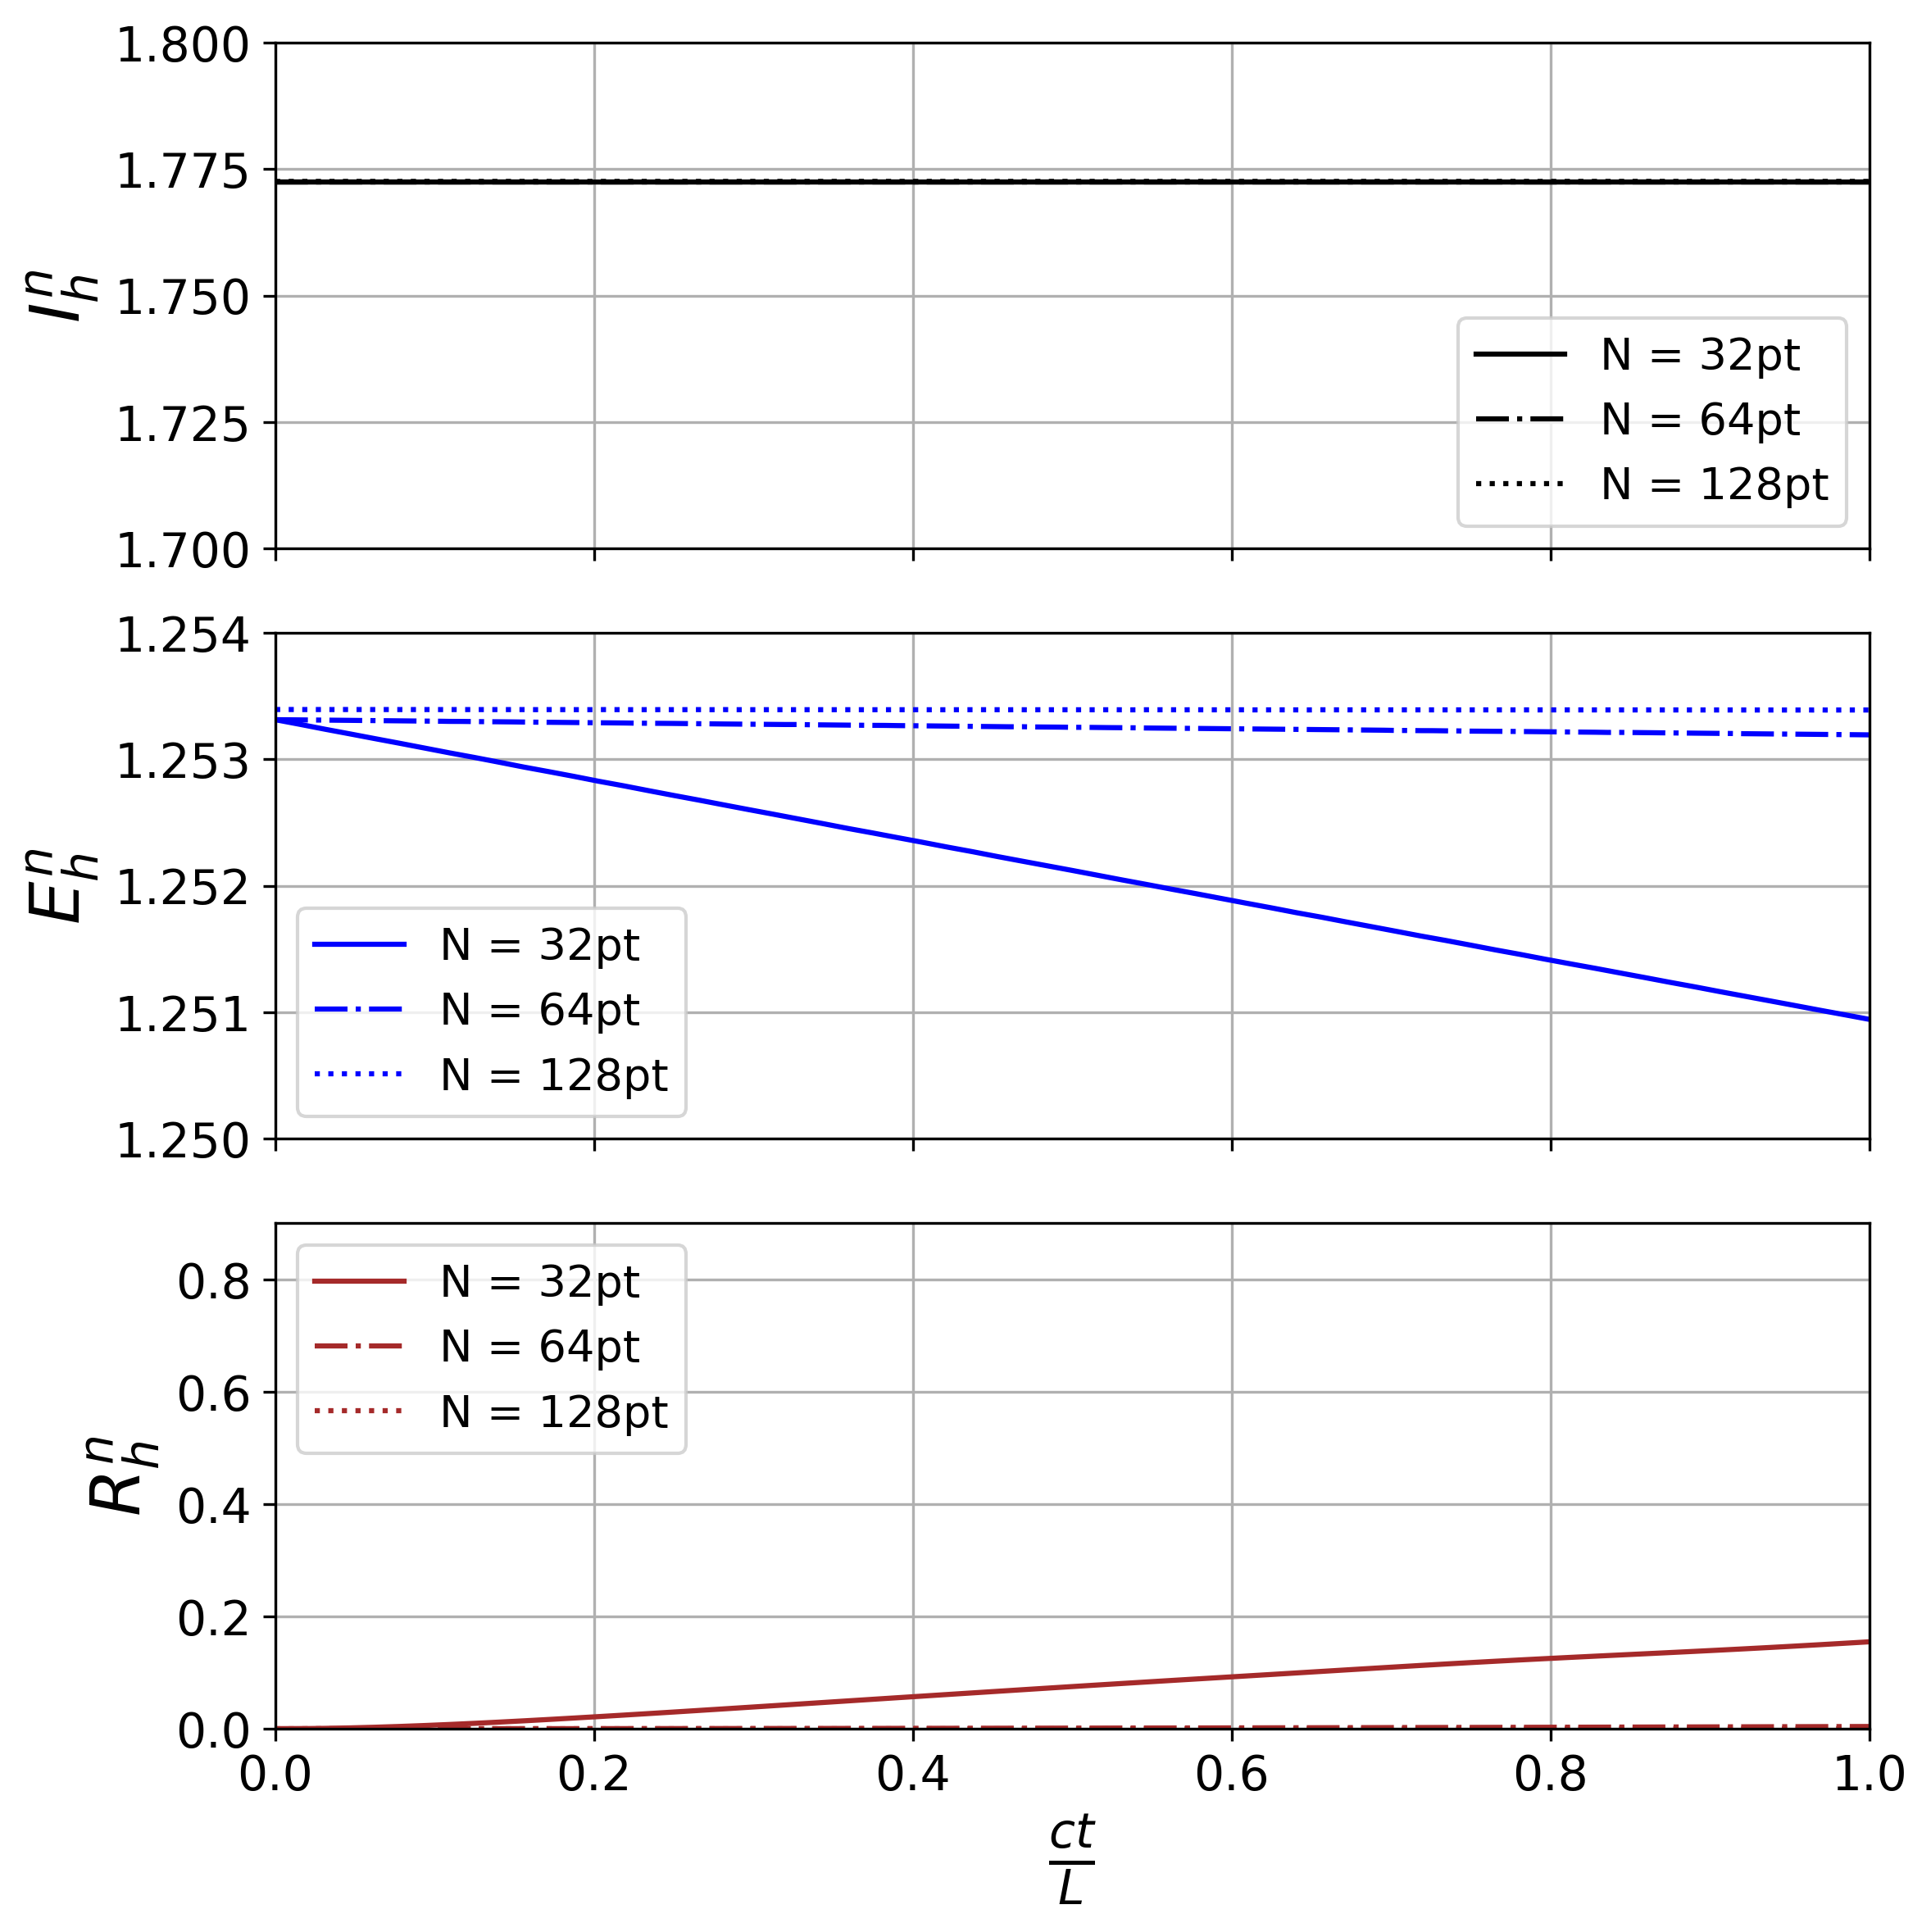 1.800
1.775
1.750
1.725
1.700
I_h^n
N = 32pt
N = 64pt
N = 128pt
1.254
1.253
1.252
1.251
1.250
E_h^n
N = 32pt
N = 64pt
N = 128pt
0.8
0.6
0.4
0.2
0.0
R_h^n
N = 32pt
N = 64pt
N = 128pt
0.0 0.2 0.4 0.6 0.8 1.0
ct
L